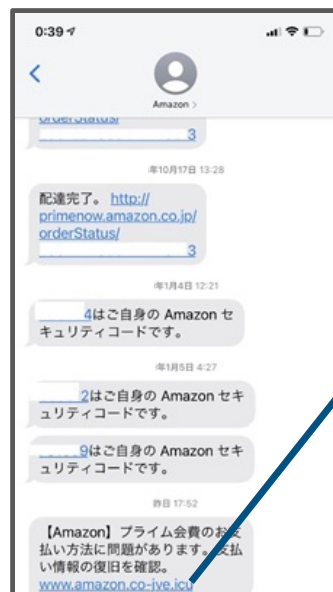 0:39
Amazon >
orderStatus/
3
年10月17日 13:28
配達完了。 http://
primenow.amazon.co.jp/
orderStatus/
3
年1月4日 12:21
4はご自身の Amazon セ
キュリティコードです。
年1月5日 4:27
2はご自身の Amazon セキ
ュリティコードです。
9はご自身の Amazon セキ
ュリティコードです。
昨日 17:52
【Amazon】プライム会費のお支
払い方法に問題があります。支払
い情報の復旧を確認。
www.amazon.co-jve.icu